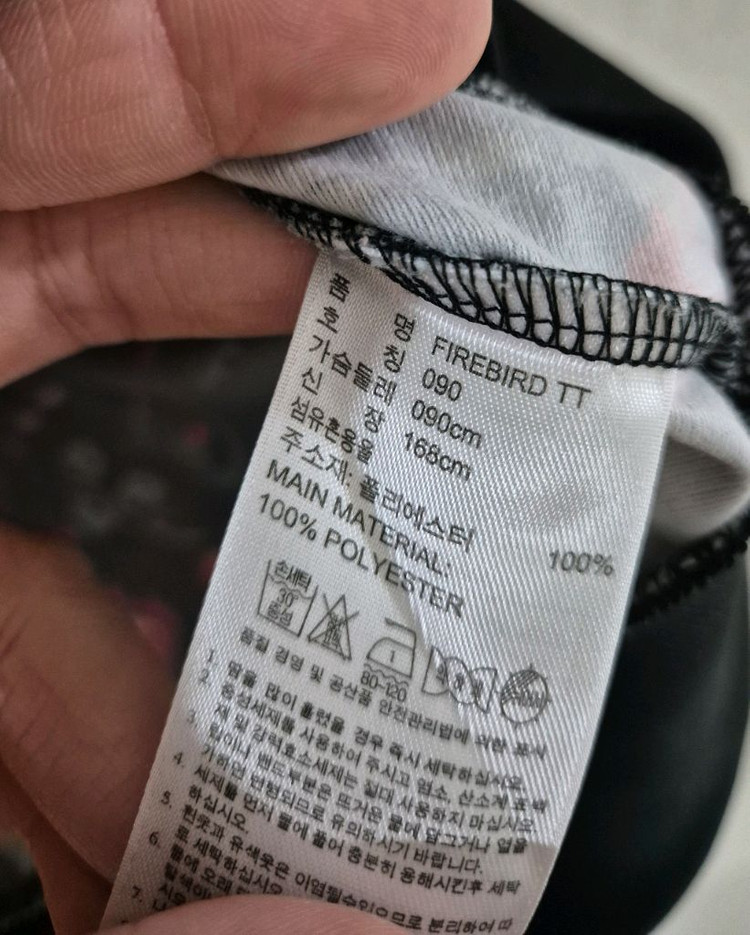 품 명 FIREBIRD TT
호 칭 090
가슴둘레 090cm
신 장 168cm
섬유혼용율
주소재: 폴리에스터 100%
MAIN MATERIAL:
100% POLYESTER
손세탁 30 중성
80~120
품질 경영 및 공산품 안전관리법에 의한 표시
1. 땀을 많이 흘렸을 경우 즉시 세탁하십시오.
2. 중성세제를 사용하여 주시고 염소, 산소계 표백
제 및 강력효소세제는 절대 사용하지 마십시오.
3. 밴드부분은 뜨거운 물에 담그거나 열을
가하면 변형되므로 유의하시기 바랍니다.
4. 세제를 먼저 물에 풀어 충분히 용해시킨후 세탁
하십시오.
5. 흰옷과 유색옷은 이염될수있으므로 분리하여 따
로 세탁하십시오
6. 물에 오래
7.